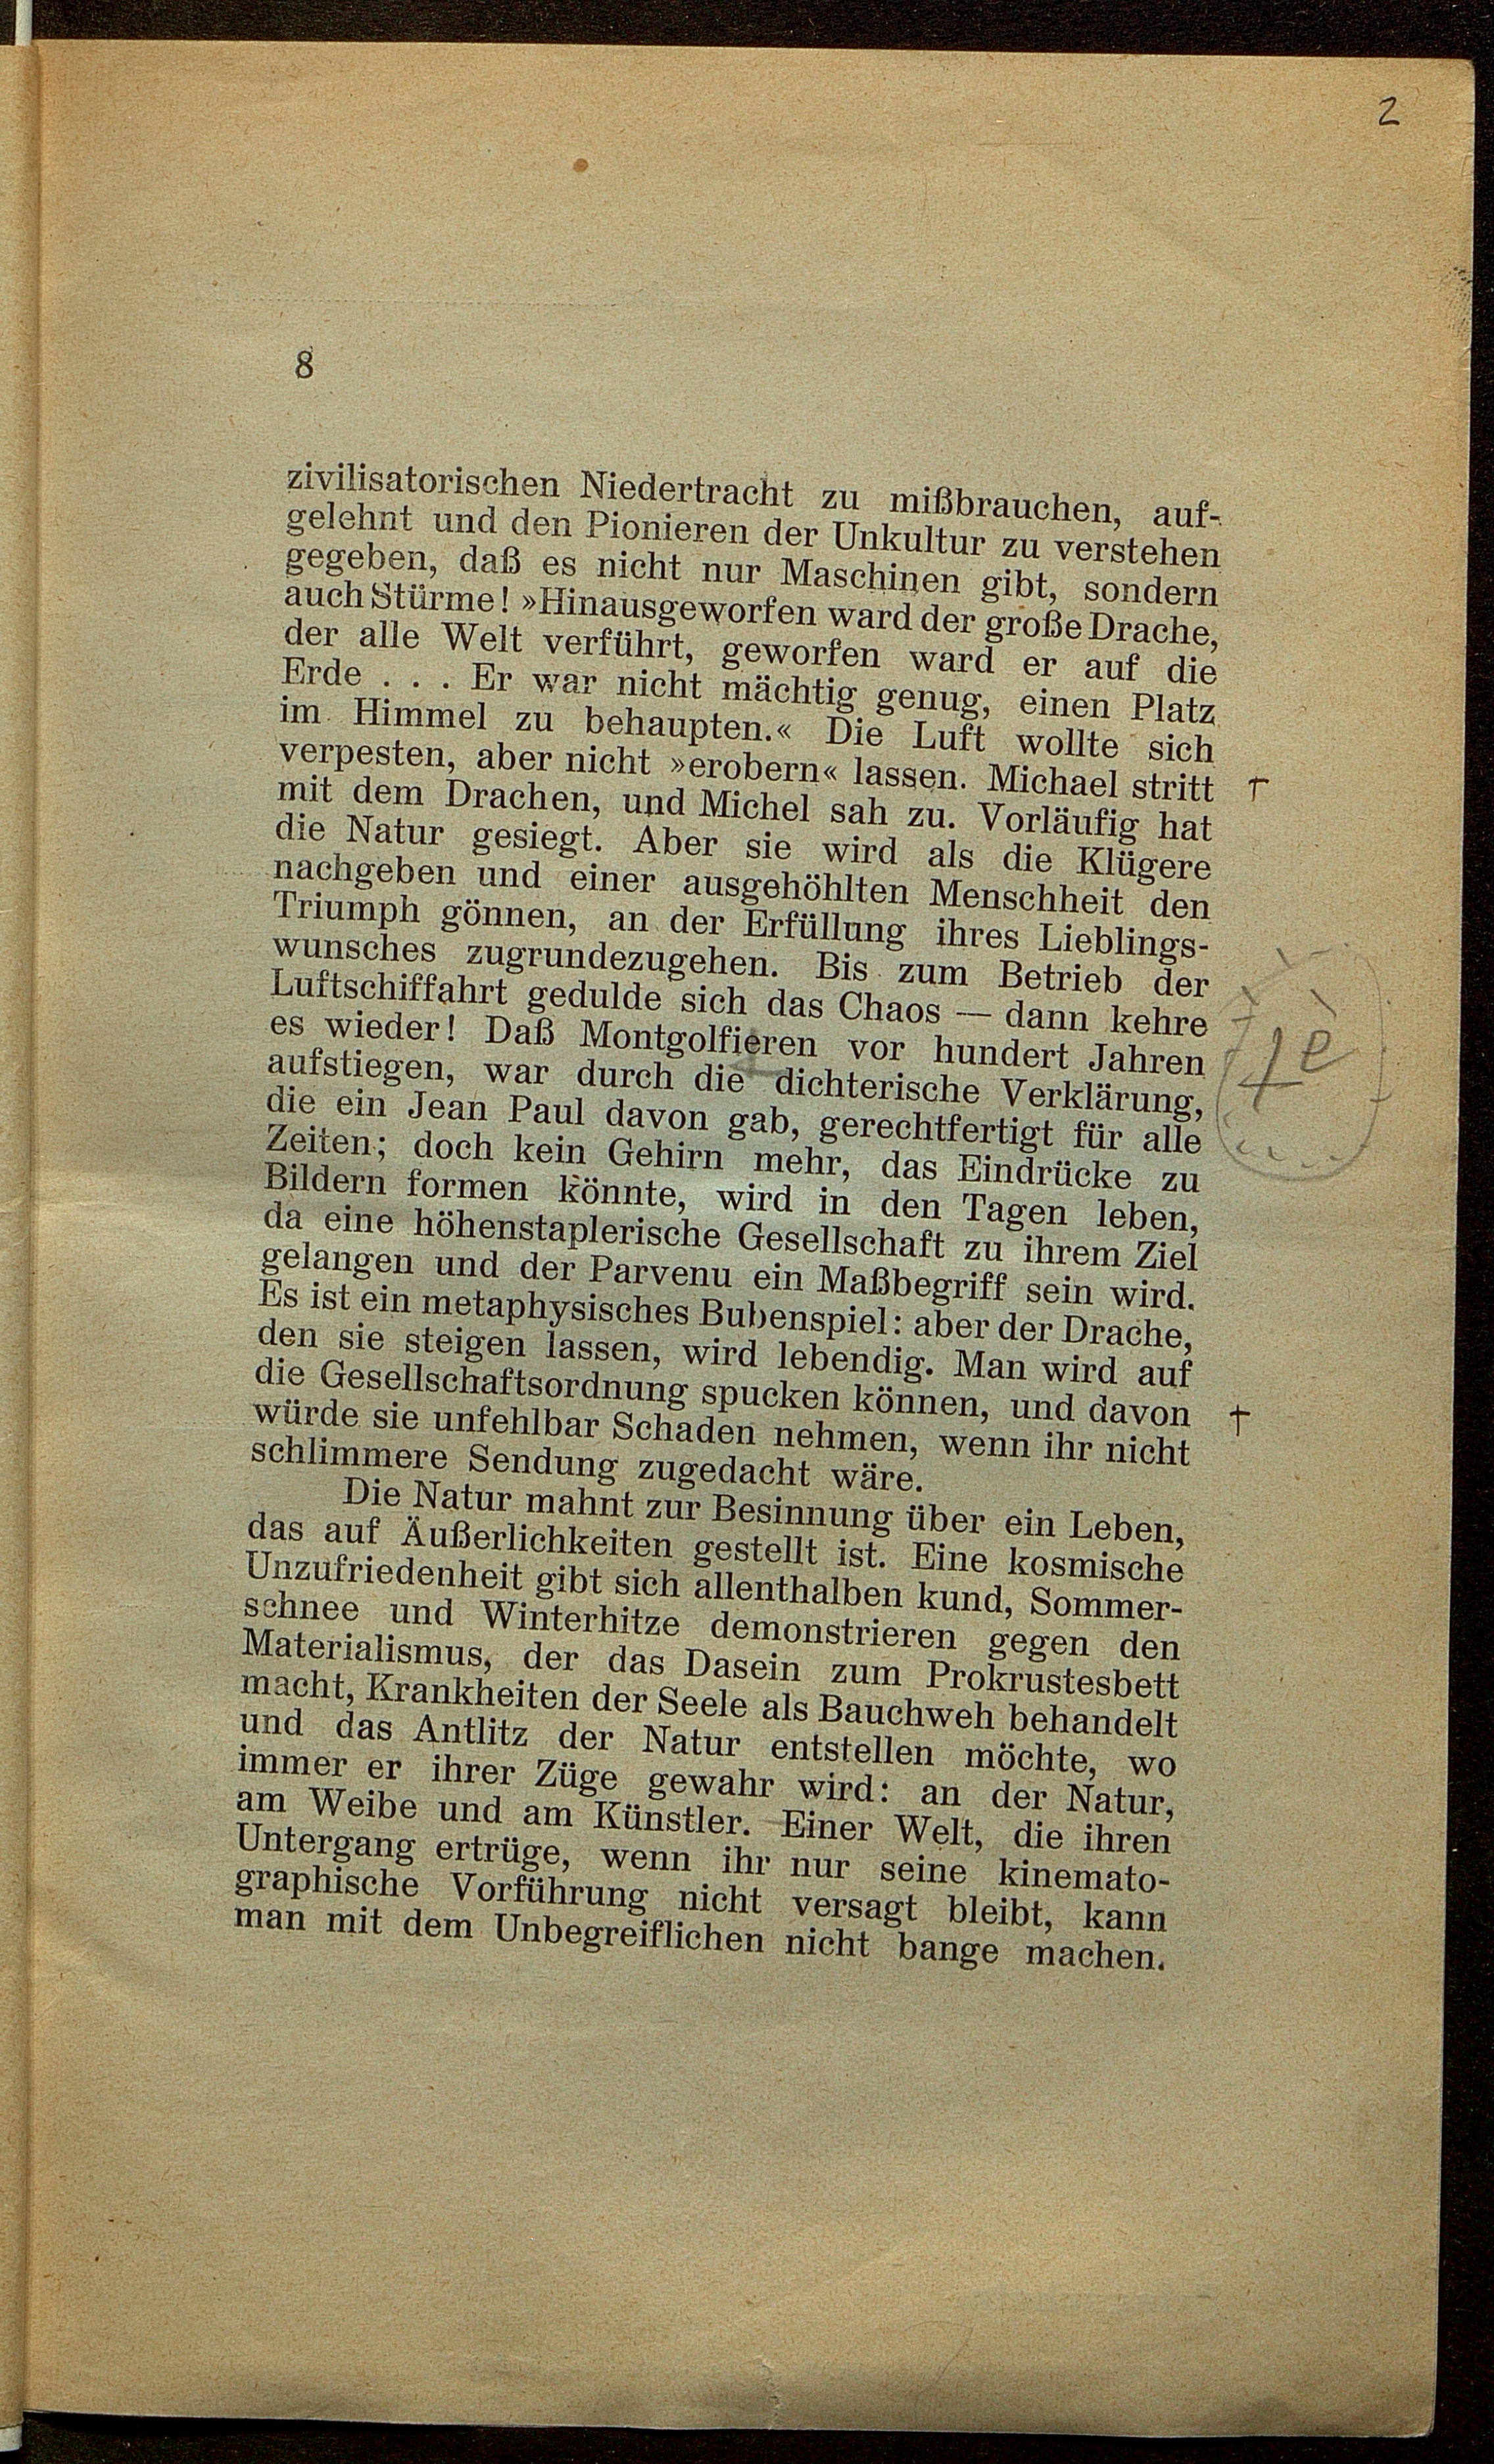 2
8
zivilisatorischen Niedertracht zu mißbrauchen, auf-
gelehnt und den Pionieren der Unkultur zu verstehen
gegeben, daß es nicht nur Maschinen gibt, sondern
auch Stürme! »Hinausgeworfen ward der große Drache,
der alle Welt verführt, geworfen ward er auf die
Erde . . . Er war nicht mächtig genug, einen Platz
im Himmel zu behaupten.« Die Luft wollte sich
verpesten, aber nicht »erobern« lassen. Michael stritt †
mit dem Drachen, und Michel sah zu. Vorläufig hat
die Natur gesiegt. Aber sie wird als die Klügere
nachgeben und einer ausgehöhlten Menschheit den
Triumph gönnen, an der Erfüllung ihres Lieblings-
wunsches zugrundezugehen. Bis zum Betrieb der
Luftschiffahrt gedulde sich das Chaos — dann kehre
es wieder! Daß Montgolfieren vor hundert Jahren
aufstiegen, war durch die dichterische Verklärung,
die ein Jean Paul davon gab, gerechtfertigt für alle
Zeiten; doch kein Gehirn mehr, das Eindrücke zu
Bildern formen könnte, wird in den Tagen leben,
da eine höhenstaplerische Gesellschaft zu ihrem Ziel
gelangen und der Parvenu ein Maßbegriff sein wird.
Es ist ein metaphysisches Bubenspiel: aber der Drache,
den sie steigen lassen, wird lebendig. Man wird auf
die Gesellschaftsordnung spucken können, und davon †
würde sie unfehlbar Schaden nehmen, wenn ihr nicht
schlimmere Sendung zugedacht wäre.
Die Natur mahnt zur Besinnung über ein Leben,
das auf Äußerlichkeiten gestellt ist. Eine kosmische
Unzufriedenheit gibt sich allenthalben kund, Sommer-
schnee und Winterhitze demonstrieren gegen den
Materialismus, der das Dasein zum Prokrustesbett
macht, Krankheiten der Seele als Bauchweh behandelt
und das Antlitz der Natur entstellen möchte, wo
immer er ihrer Züge gewahr wird: an der Natur,
am Weibe und am Künstler. Einer Welt, die ihren
Untergang ertrüge, wenn ihr nur seine kinemato-
graphische Vorführung nicht versagt bleibt, kann
man mit dem Unbegreiflichen nicht bange machen.